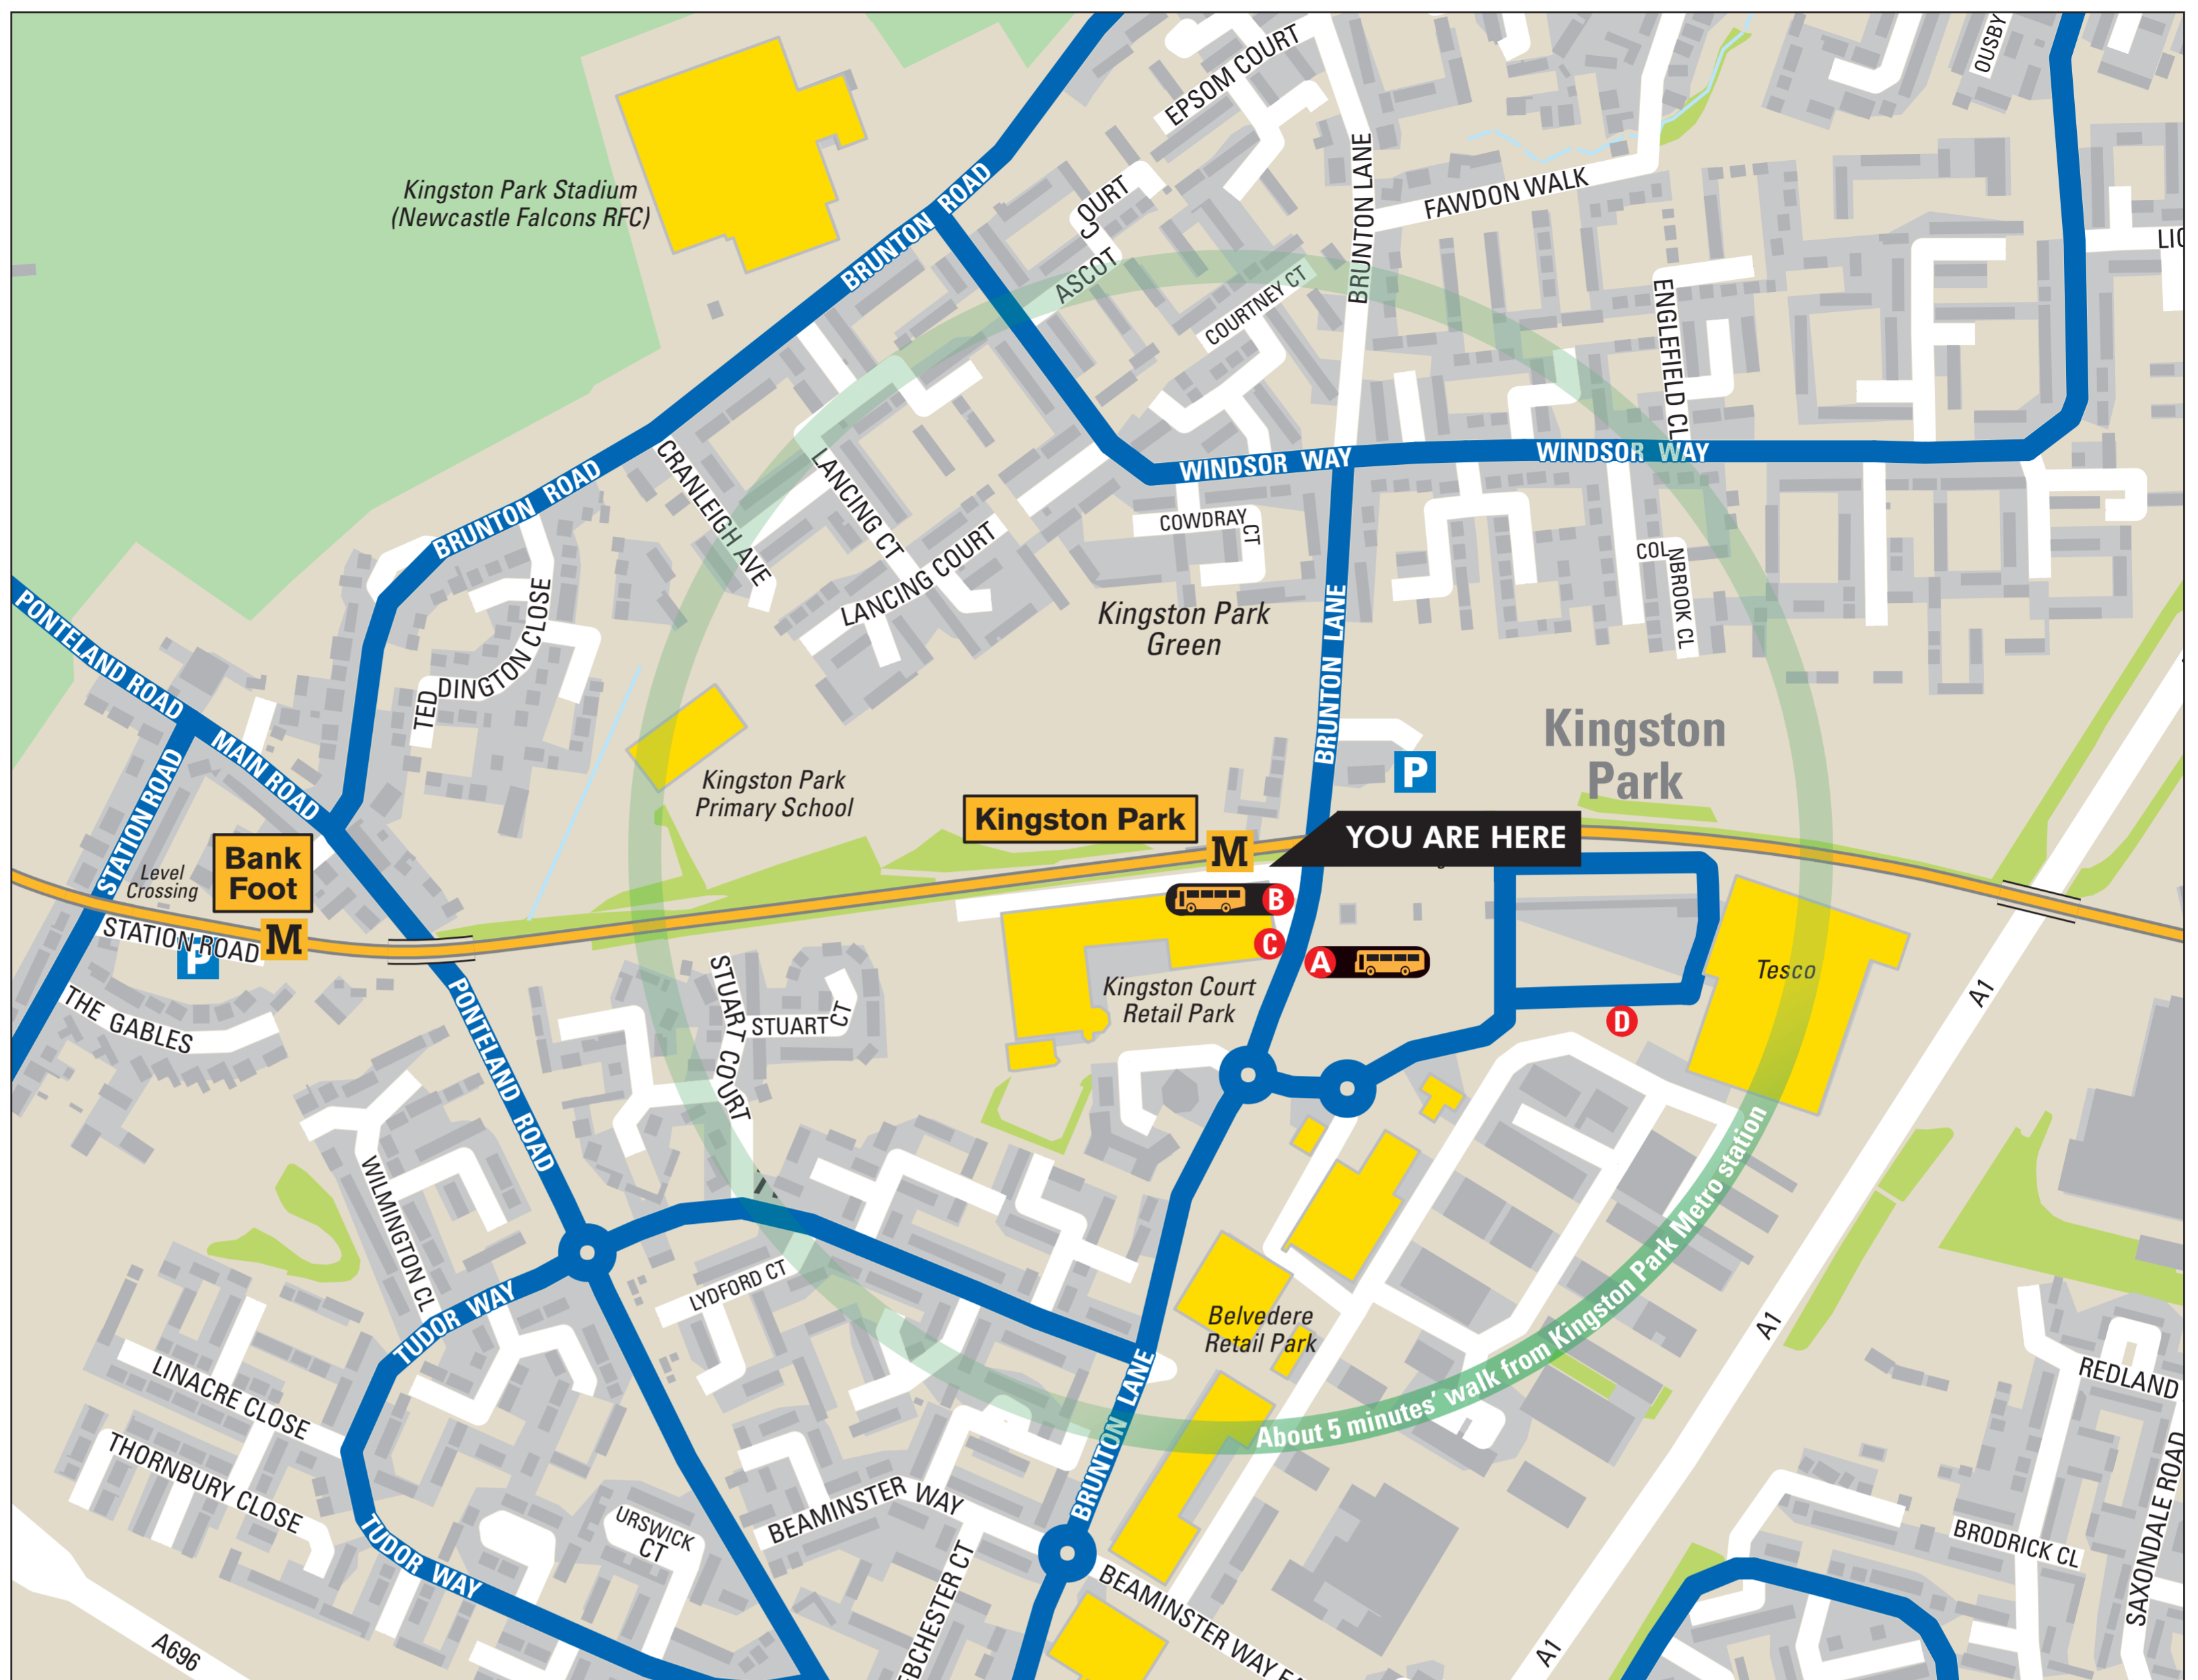 EPSOM COURT
OUSBY
BRUNTON LANE
FAWDON WALK
Kingston Park Stadium
(Newcastle Falcons RFC)
BRUNTON ROAD
ASCOT COURT
COURTNEY CT
ENGLEFIELD CL
WINDSOR WAY
WINDSOR WAY
BRUNTON ROAD
CRANLEIGH AVE
LANCING CT
LANCING COURT
COWDRAY CT
COLNBROOK CL
Kingston Park
Green
BRUNTON LANE
PONTELAND ROAD
TEDDINGTON CLOSE
STATION ROAD
MAIN ROAD
Kingston Park
Primary School
Kingston
Park
P
Kingston Park
M
YOU ARE HERE
Bank
Foot
Level
Crossing
STATION ROAD
M
P
THE GABLES
B
C
A
D
Tesco
A1
Kingston Court
Retail Park
STUART COURT
STUART CT
PONTELAND ROAD
WILMINGTON CL
TUDOR WAY
LYDFORD CT
Belvedere
Retail Park
About 5 minutes' walk from Kingston Park Metro station
A1
LINACRE CLOSE
THORNBURY CLOSE
BRUNTON LANE
REDLAND
BEAMINSTER WAY
URSWICK
CT
TUDOR WAY
BRODRICK CL
SAXONDALE ROAD
A696
BEAMINSTER WAY
A1